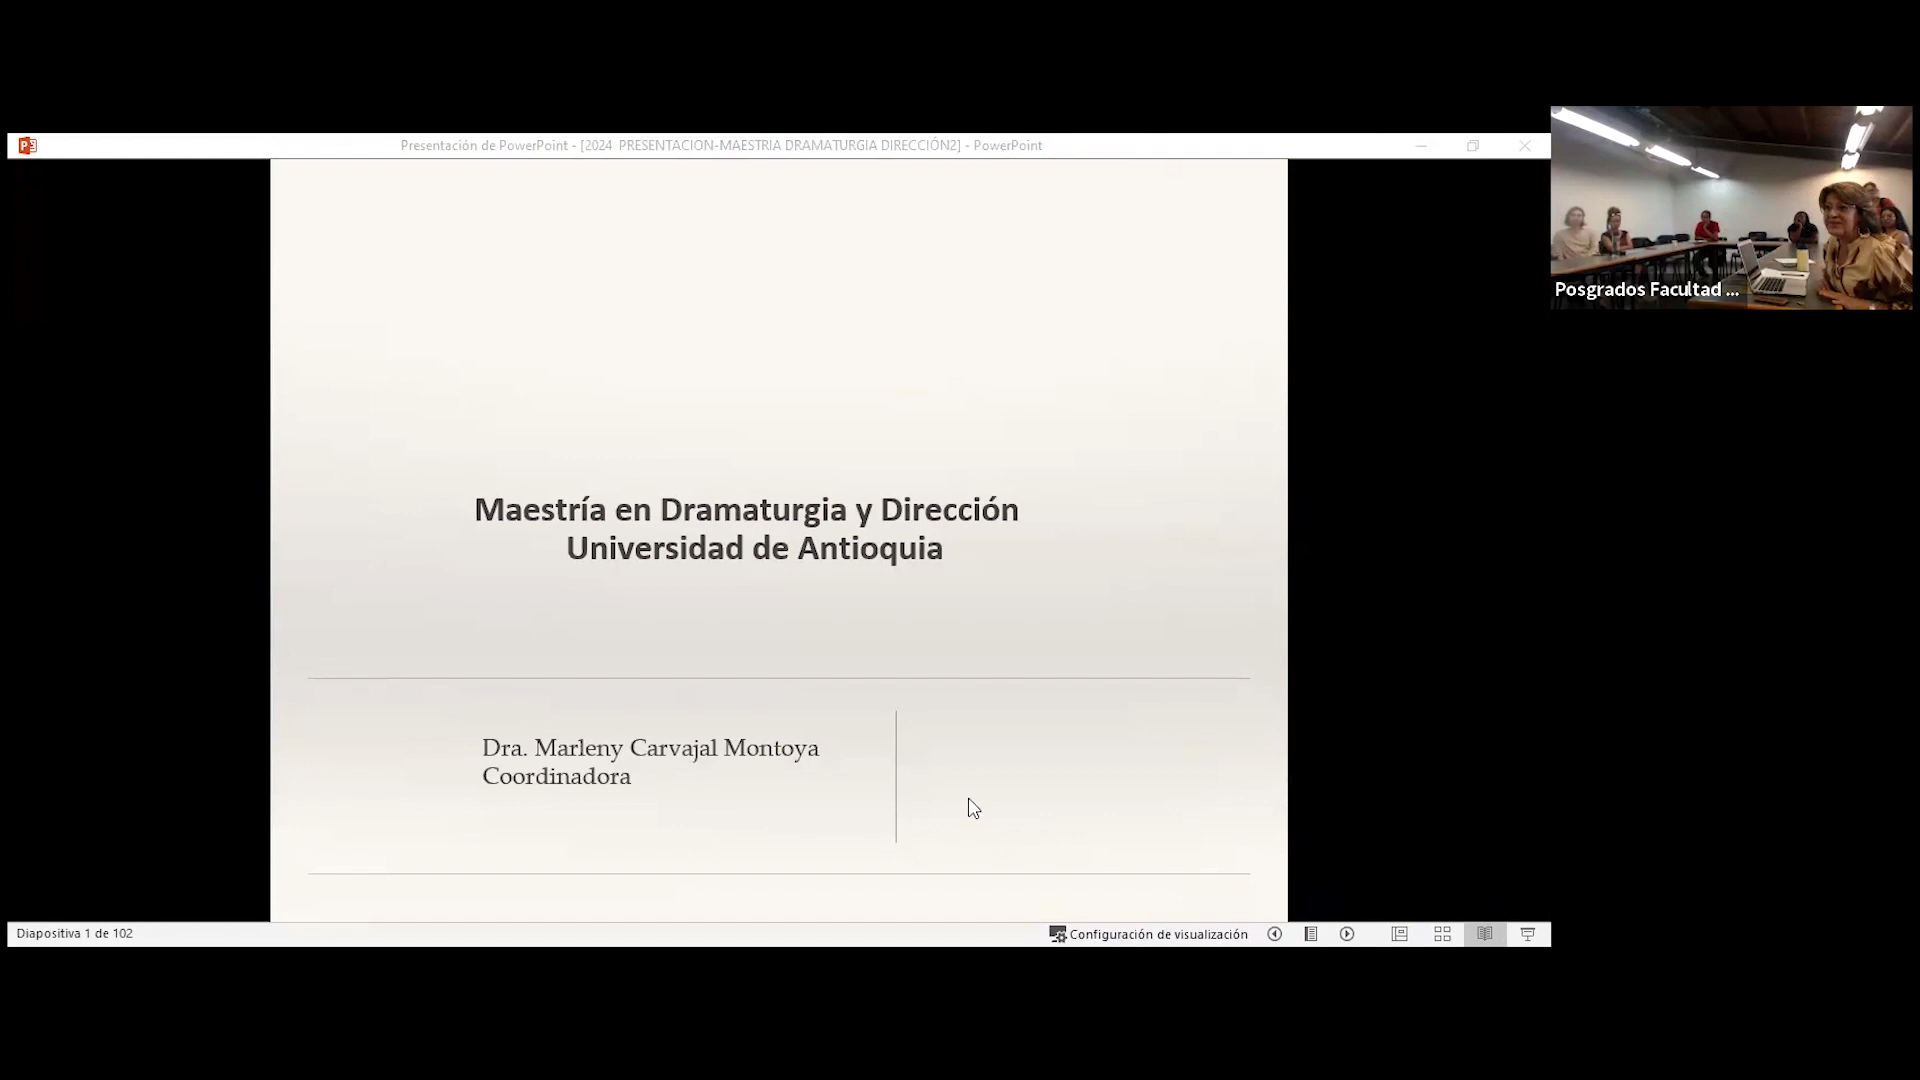 Presentación de PowerPoint - [2024 PRESENTACION-MAESTRIA DRAMATURGIA DIRECCIÓN2] - PowerPoint
Posgrados Facultad ...
Maestría en Dramaturgia y Dirección
Universidad de Antioquia
Dra. Marleny Carvajal Montoya
Coordinadora
Diapositiva 1 de 102
Configuración de visualización